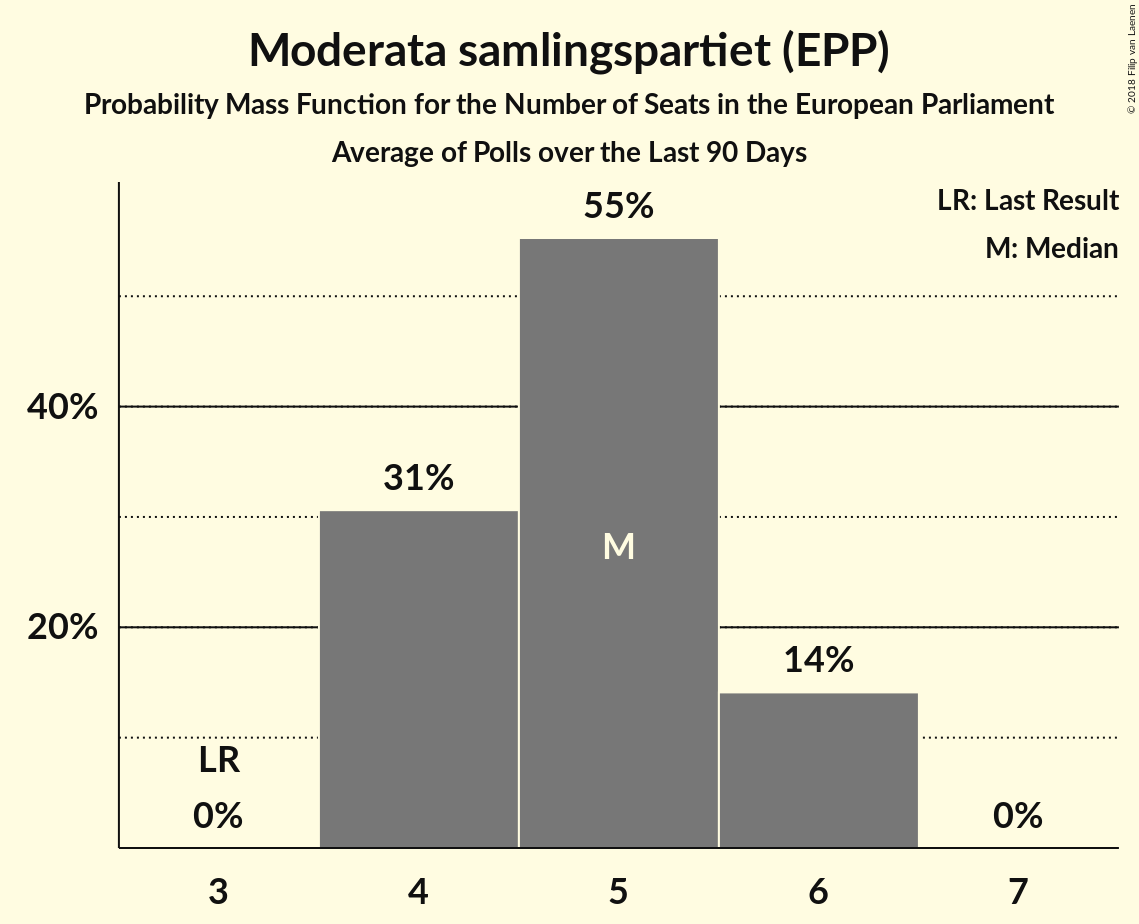 Moderata samlingspartiet (EPP)
Probability Mass Function for the Number of Seats in the European Parliament
Average of Polls over the Last 90 Days
© 2018 Filip van Laenen
LR: Last Result
M: Median
55%
40%
31%
M
20%
14%
LR
0%
0%
3 4 5 6 7